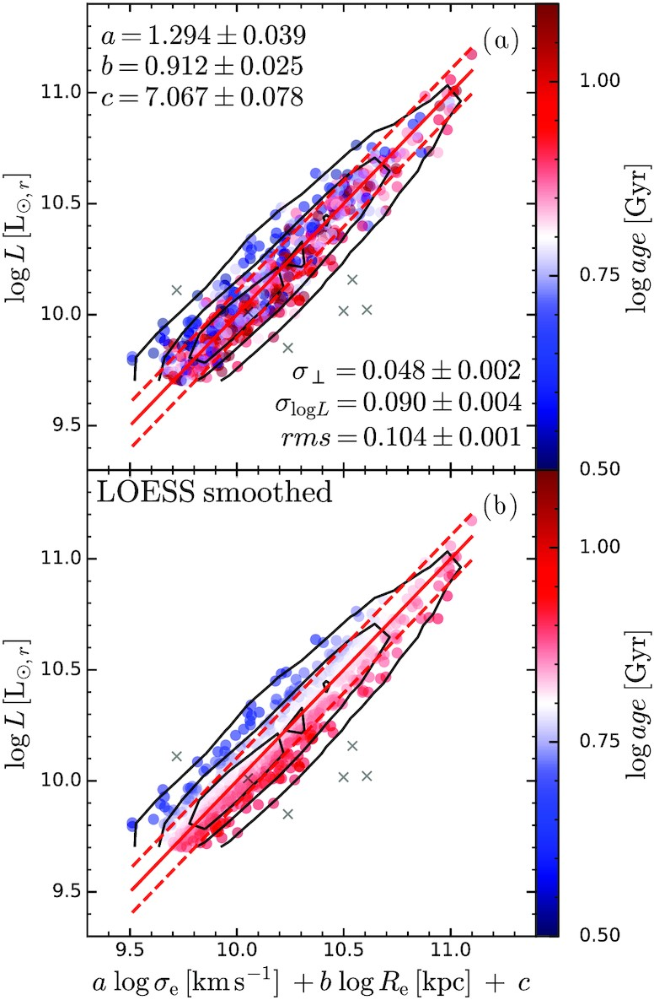 a = 1.294 ± 0.039
b = 0.912 ± 0.025
c = 7.067 ± 0.078
(a)
σ⊥ = 0.048 ± 0.002
σlogL = 0.090 ± 0.004
rms = 0.104 ± 0.001
11.0
10.5
10.0
9.5
log L [L⊙,r]
1.00
0.75
0.50
log age [Gyr]
LOESS smoothed
(b)
11.0
10.5
10.0
9.5
log L [L⊙,r]
1.00
0.75
0.50
log age [Gyr]
9.5 10.0 10.5 11.0
a log σe [km s⁻¹] + b log Re [kpc] + c